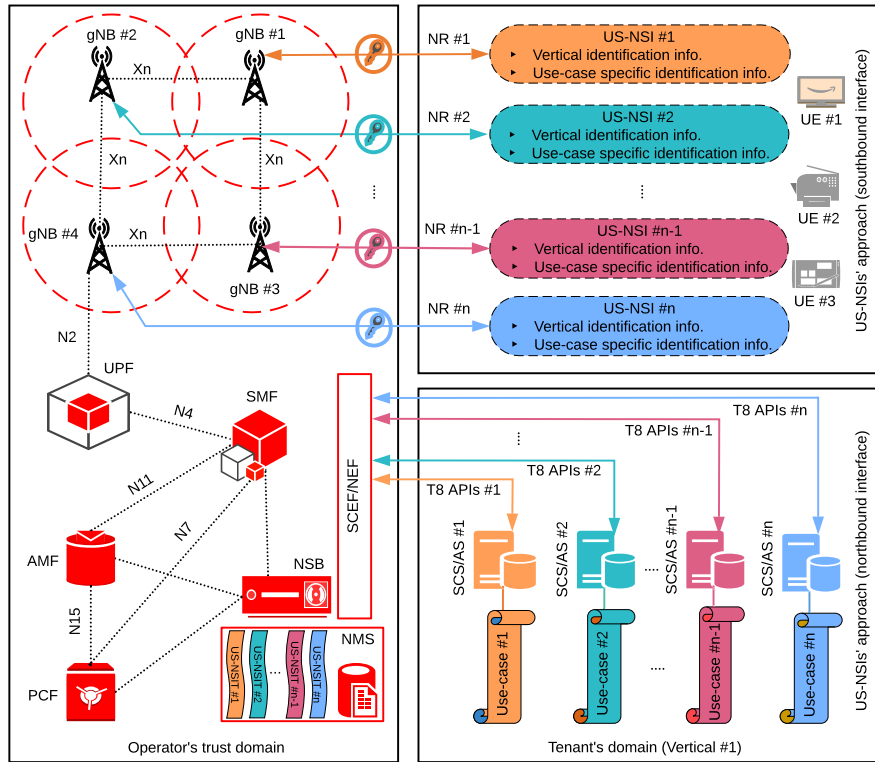 gNB #2
gNB #1
Xn
Xn
Xn
gNB #4
Xn
gNB #3
N2
UPF
N4
SMF
N11
N7
AMF
NSB
N15
PCF
SCEF/NEF
NMS
US-NSIT #1
US-NSIT #2
US-NSIT #n-1
US-NSIT #n
Operator's trust domain
NR #1
US-NSI #1
‣ Vertical identification info.
‣ Use-case specific identification info.
NR #2
US-NSI #2
‣ Vertical identification info.
‣ Use-case specific identification info.
NR #n-1
US-NSI #n-1
‣ Vertical identification info.
‣ Use-case specific identification info.
NR #n
US-NSI #n
‣ Vertical identification info.
‣ Use-case specific identification info.
UE #1
UE #2
UE #3
US-NSIs' approach (southbound interface)
T8 APIs #n
T8 APIs #n-1
T8 APIs #2
T8 APIs #1
SCS/AS #1
SCS/AS #2
SCS/AS #n-1
SCS/AS #n
Use-case #1
Use-case #2
Use-case #n-1
Use-case #n
US-NSIs' approach (northbound interface)
Tenant's domain (Vertical #1)